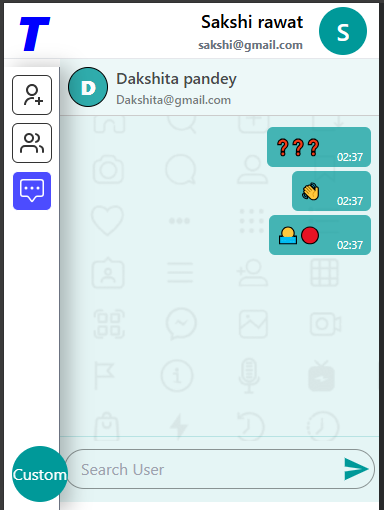 T
Sakshi rawat
sakshi@gmail.com
S
D
Dakshita pandey
Dakshita@gmail.com
❓❓❓
02:37
👏
02:37
02:37
Custom
Search User